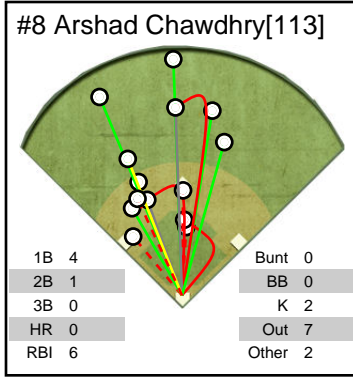 #8 Arshad Chawdhry[113]
1B 4 Bunt 0
2B 1 BB 0
3B 0 K 2
HR 0 Out 7
RBI 6 Other 2